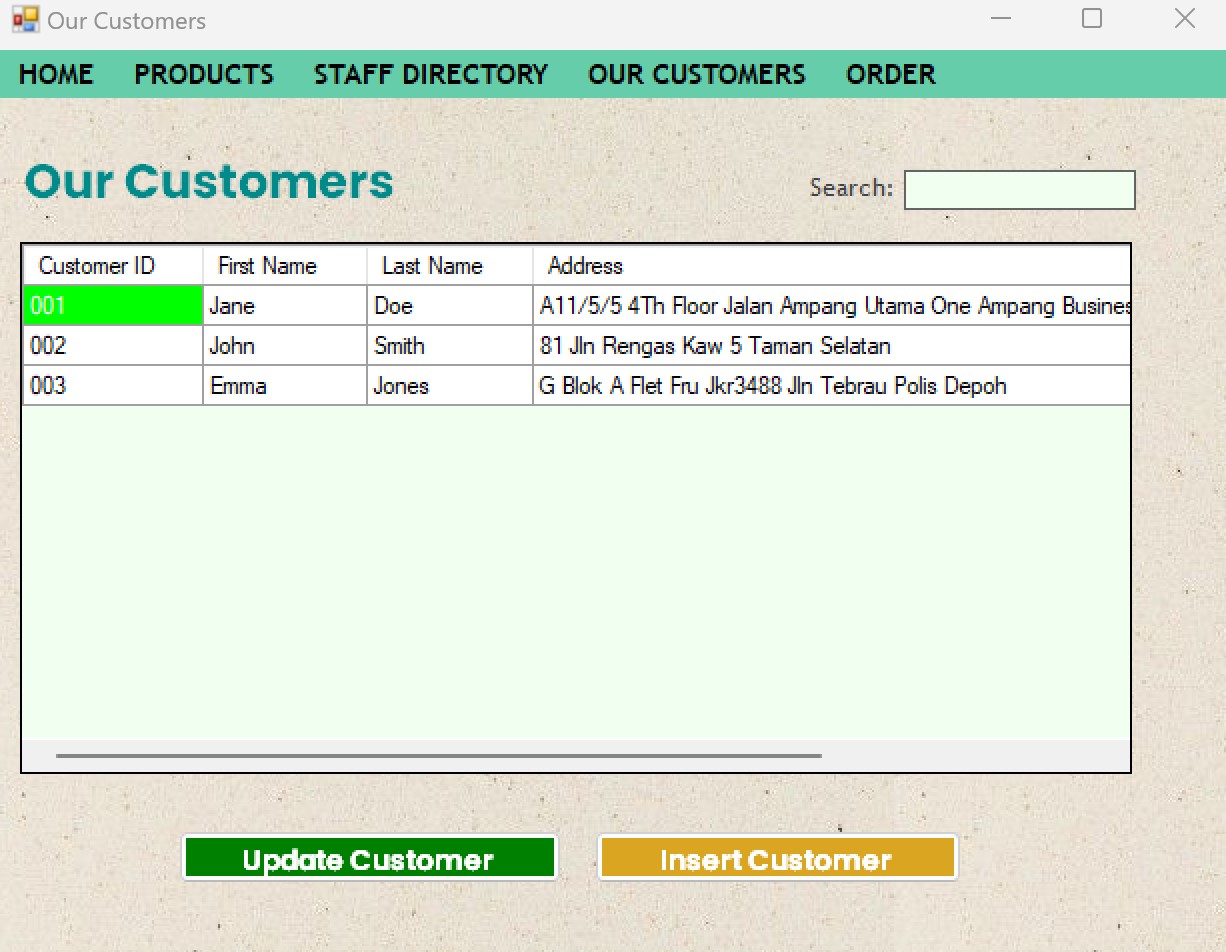 Our Customers
HOME PRODUCTS STAFF DIRECTORY OUR CUSTOMERS ORDER
Our Customers
Search:
Customer ID First Name Last Name Address
001 Jane Doe A11/5/5 4Th Floor Jalan Ampang Utama One Ampang Busines
002 John Smith 81 Jln Rengas Kaw 5 Taman Selatan
003 Emma Jones G Blok A Flet Fru Jkr3488 Jln Tebrau Polis Depoh
Update Customer Insert Customer